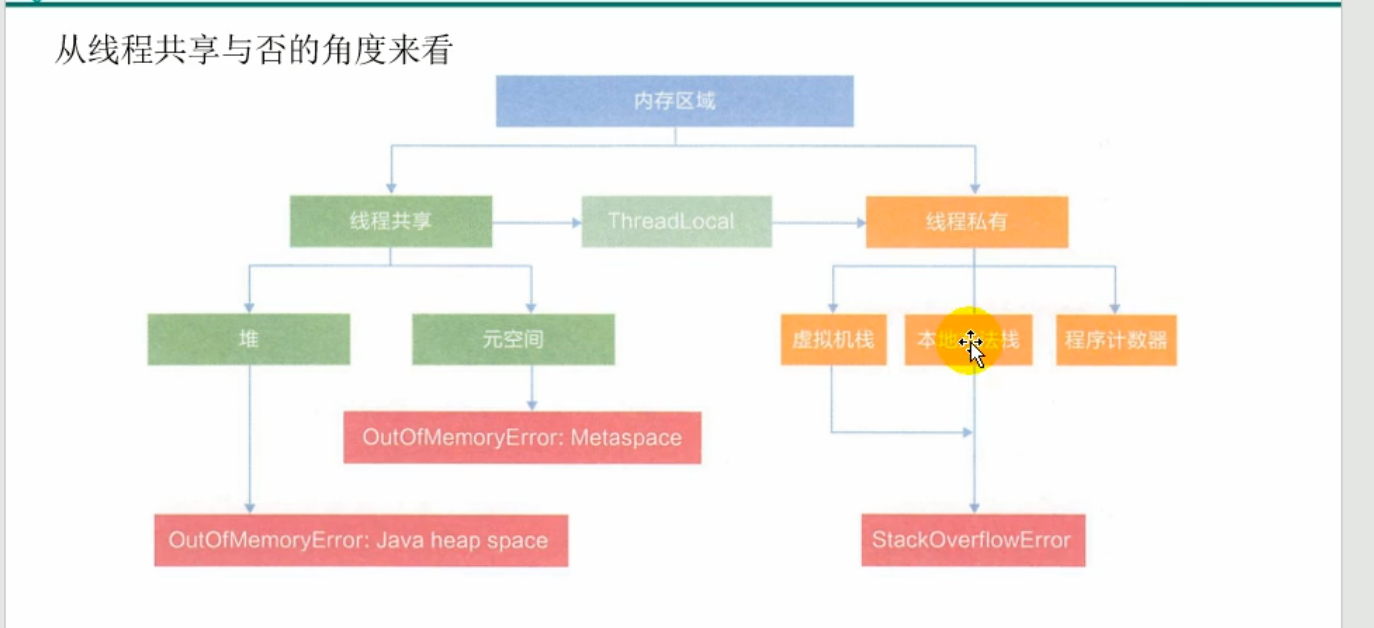 从线程共享与否的角度来看
内存区域
线程共享
ThreadLocal
线程私有
堆
元空间
虚拟机栈
本地方法栈
程序计数器
OutOfMemoryError: Metaspace
OutOfMemoryError: Java heap space
StackOverflowError